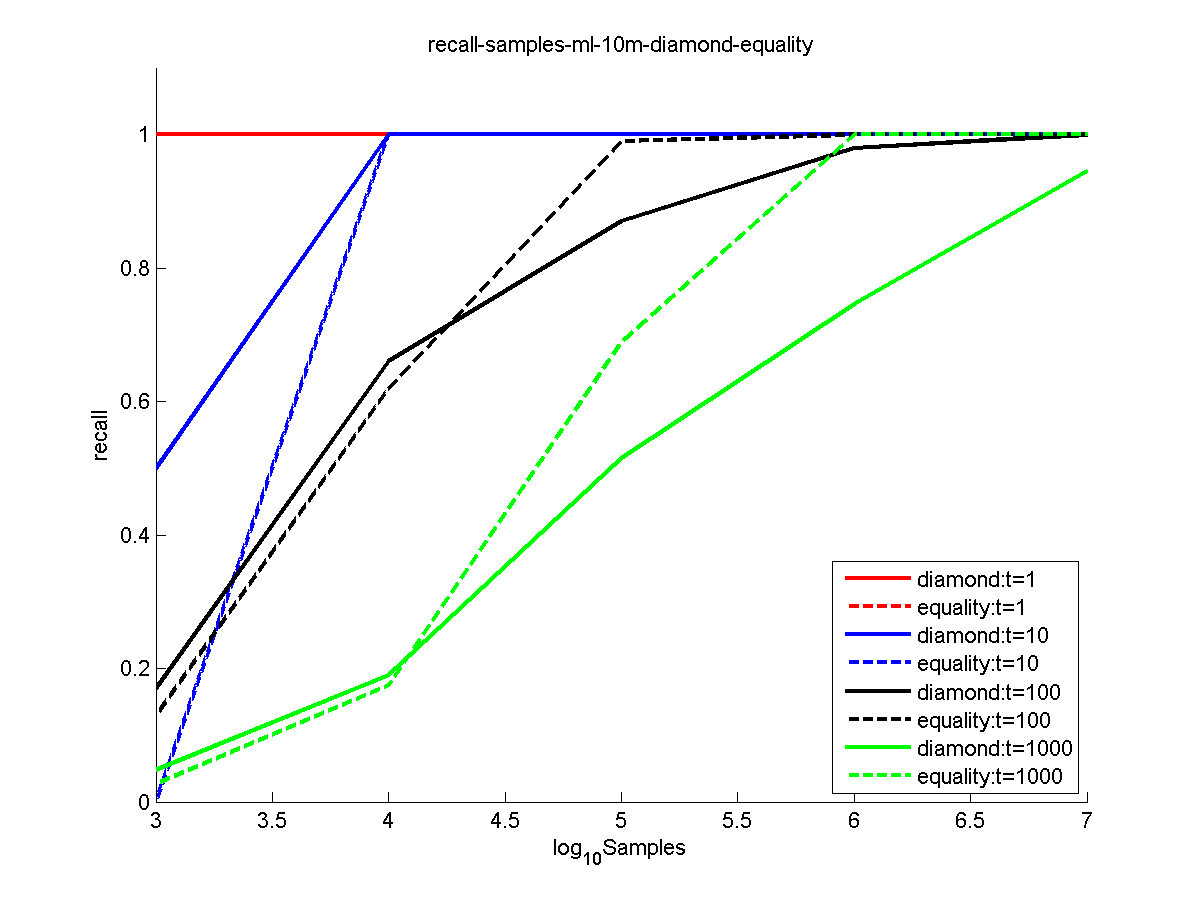 recall-samples-ml-10m-diamond-equality
1
0.8
0.6
0.4
0.2
0
recall
3 3.5 4 4.5 5 5.5 6 6.5 7
log10Samples
diamond:t=1
equality:t=1
diamond:t=10
equality:t=10
diamond:t=100
equality:t=100
diamond:t=1000
equality:t=1000